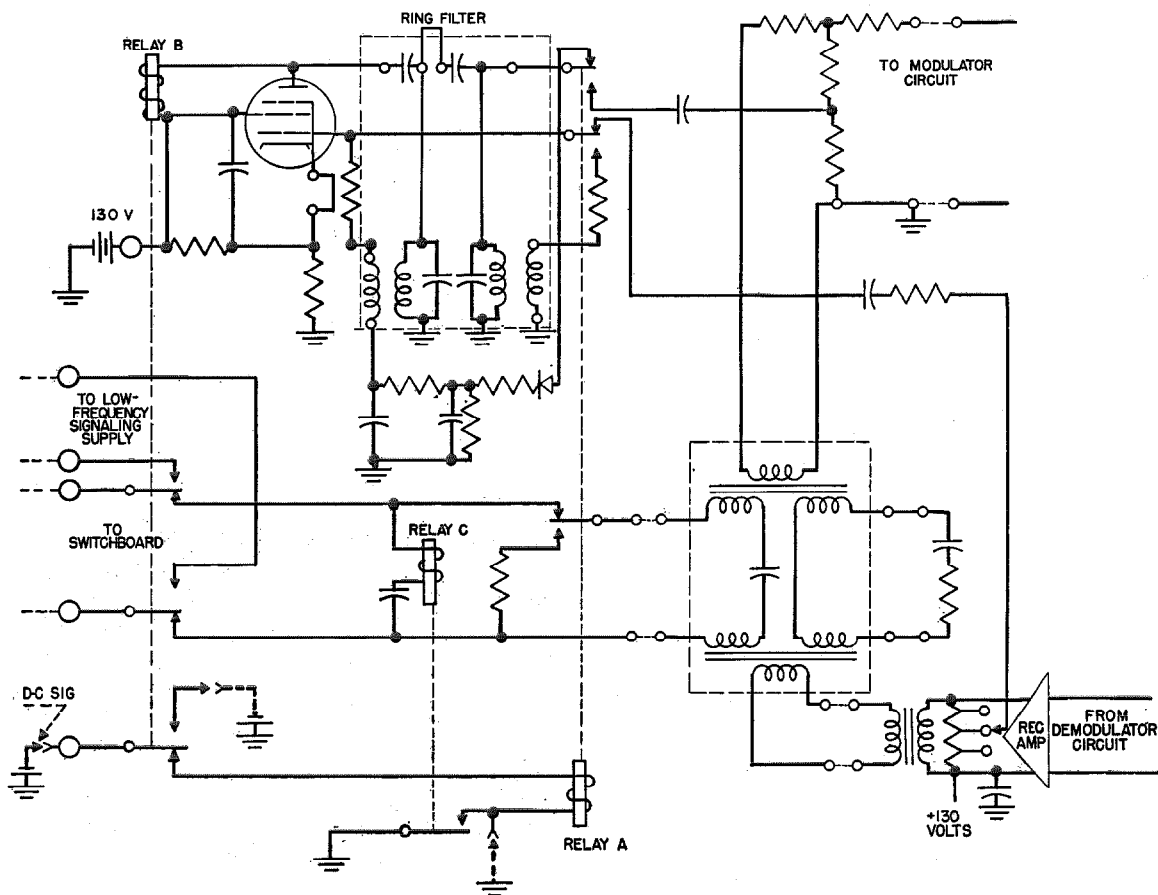 RING FILTER
RELAY B
TO MODULATOR
CIRCUIT
130 V
TO LOW-
FREQUENCY
SIGNALING
SUPPLY
TO
SWITCHBOARD
RELAY C
D-C SIG
REC
AMP
FROM
DEMODULATOR
CIRCUIT
+130
VOLTS
RELAY A